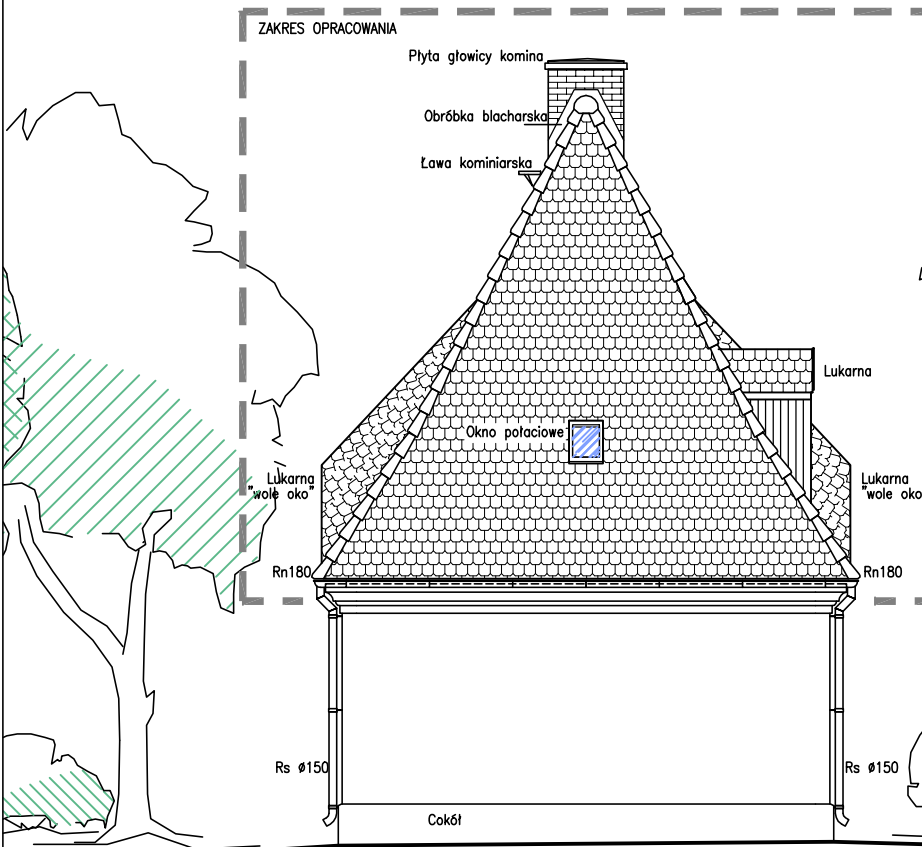 ZAKRES OPRACOWANIA
Płyta głowicy komina
Obróbka blacharska
Ława kominiarska
Lukarna
Okno połaciowe
Lukarna
"wole oko"
Lukarna
"wole oko
Rn180
Rn180
Rs ø150
Rs ø150
Cokół